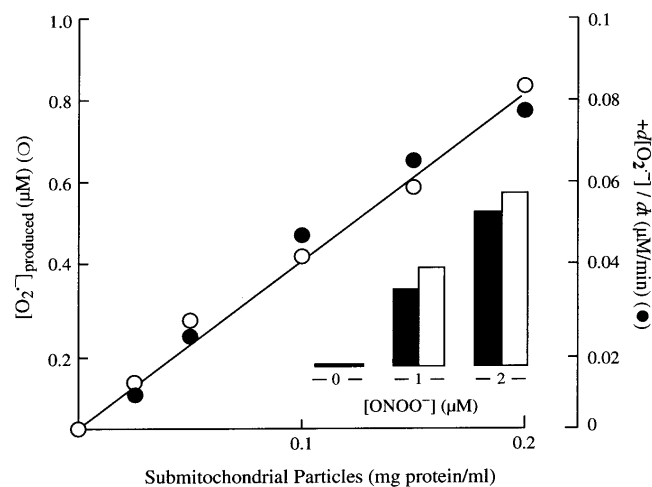 1.0
0.8
0.6
0.4
0.2
[O₂•⁻]produced (μM) (○)
0.1
0.08
0.06
0.04
0.02
0
+d[O₂•⁻] / dt (μM/min) (●)
— 0 — — 1 — — 2 —
[ONOO⁻] (μM)
0.1 0.2
Submitochondrial Particles (mg protein/ml)